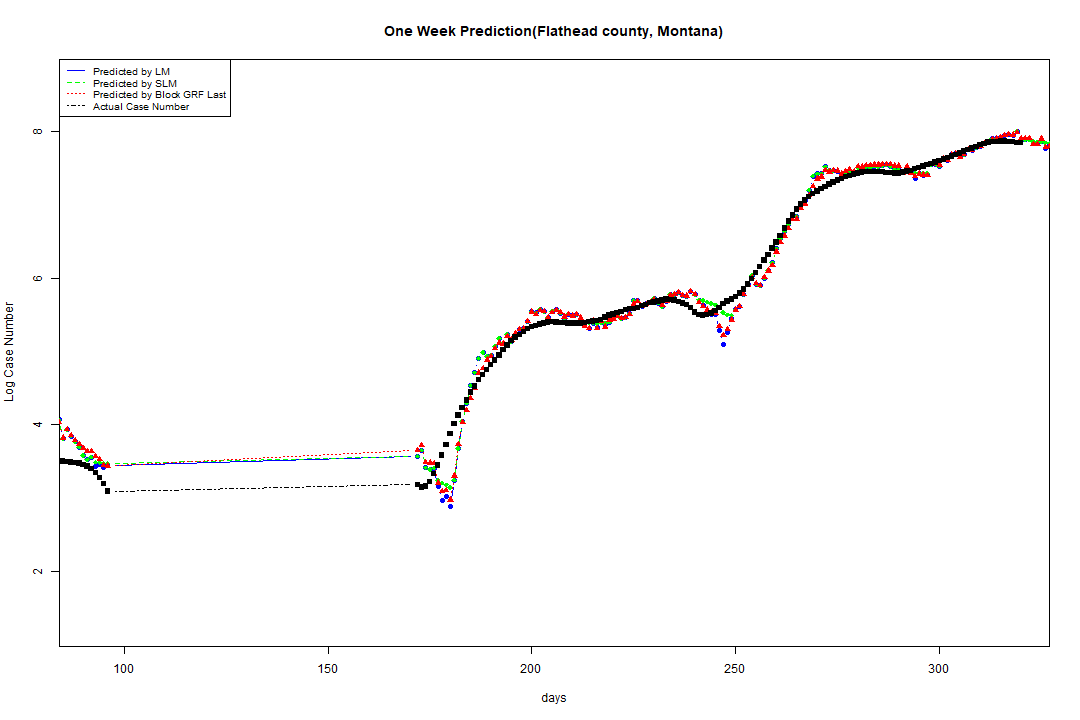 One Week Prediction(Flathead county, Montana)
Predicted by LM
Predicted by SLM
Predicted by Block GRF Last
Actual Case Number
8
6
4
2
Log Case Number
100 150 200 250 300
days